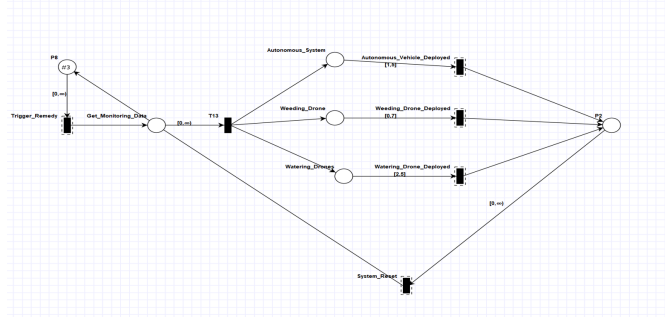 Autonomous_System
P8
Autonomous_Vehicle_Deployed
#3
[1,5]
[0,∞)
Weeding_Drone
Weeding_Drone_Deployed
Trigger_Remedy
Get_Monitoring_Data
T13
[0,7]
P2
[0,∞)
Watering_Drones
Watering_Drone_Deployed
[2,5]
[0,∞)
System_Reset